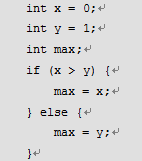 int x = 0;
int y = 1;
int max;
if (x > y) {
    max = x;
} else {
    max = y;
}